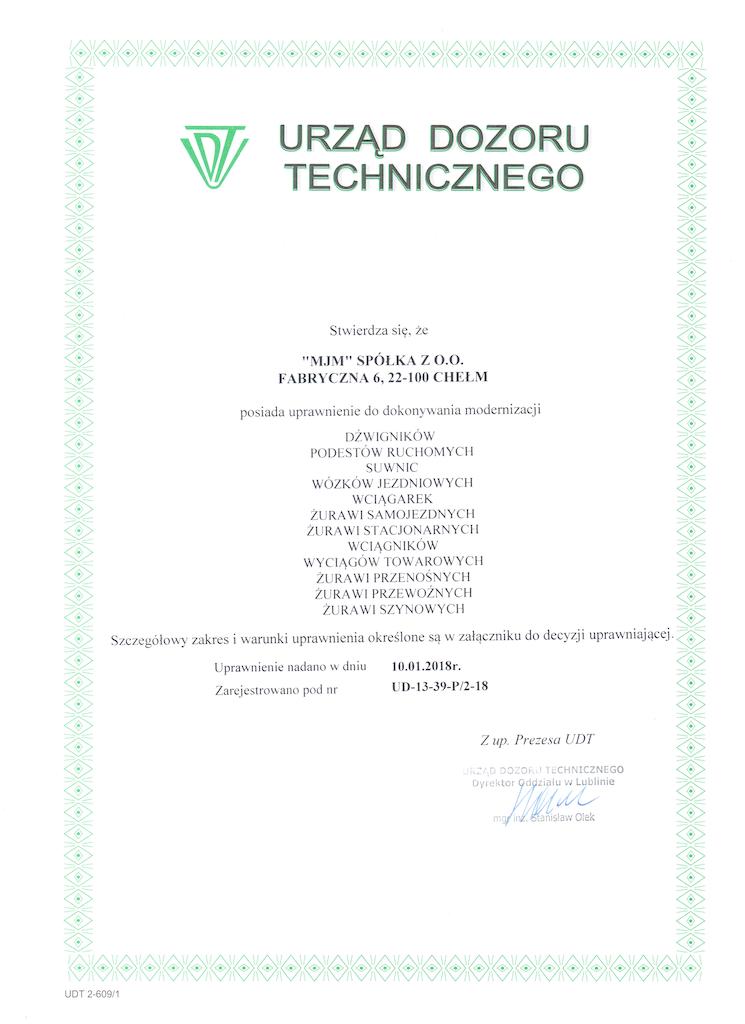 UDT
URZĄD DOZORU
TECHNICZNEGO
Stwierdza się, że
"MJM" SPÓŁKA Z O.O.
FABRYCZNA 6, 22-100 CHEŁM
posiada uprawnienie do dokonywania modernizacji
DŹWIGNIKÓW
PODESTÓW RUCHOMYCH
SUWNIC
WÓZKÓW JEZDNIOWYCH
WCIĄGAREK
ŻURAWI SAMOJEZDNYCH
ŻURAWI STACJONARNYCH
WCIĄGNIKÓW
WYCIĄGÓW TOWAROWYCH
ŻURAWI PRZENOŚNYCH
ŻURAWI PRZEWOŹNYCH
ŻURAWI SZYNOWYCH
Szczegółowy zakres i warunki uprawnienia określone są w załączniku do decyzji uprawniającej.
Uprawnienie nadano w dniu 10.01.2018r.
Zarejestrowano pod nr UD-13-39-P/2-18
Z up. Prezesa UDT
URZĄD DOZORU TECHNICZNEGO
Dyrektor Oddziału w Lublinie
mgr inż. Stanisław Olek
UDT 2-609/1